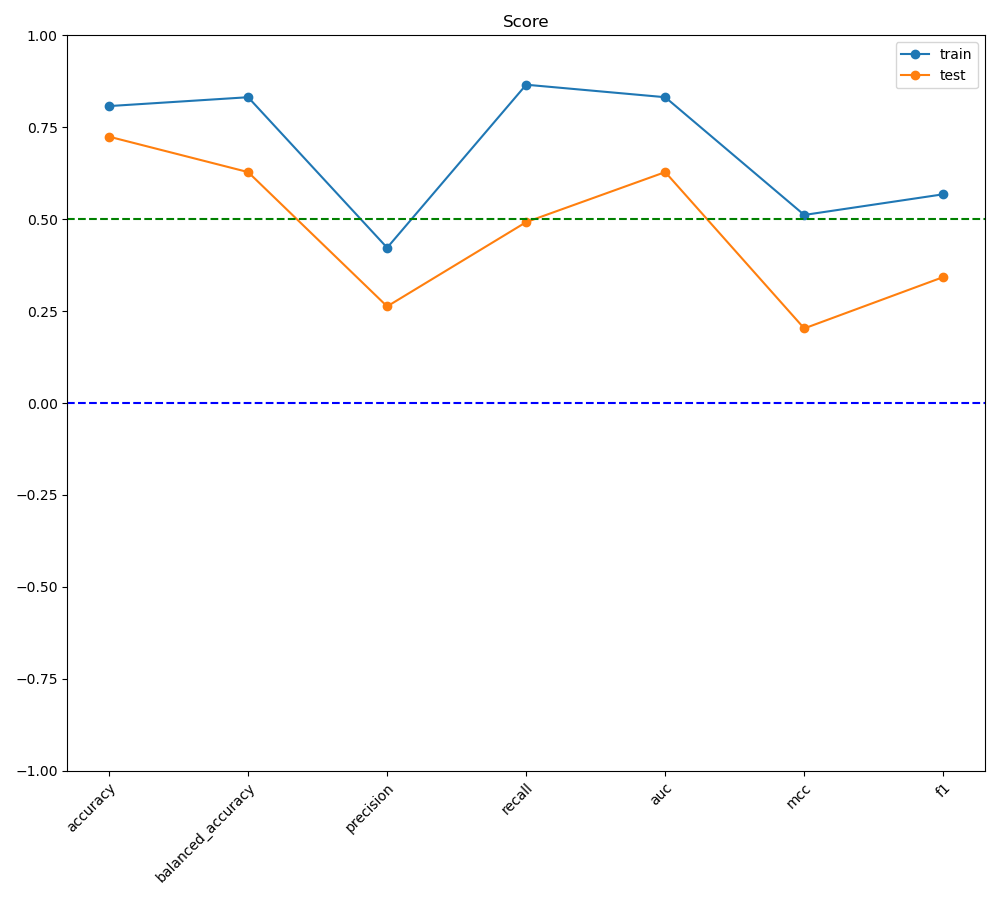 Score
train
test
1.00
0.75
0.50
0.25
0.00
−0.25
−0.50
−0.75
−1.00
accuracy
balanced_accuracy
precision
recall
auc
mcc
f1